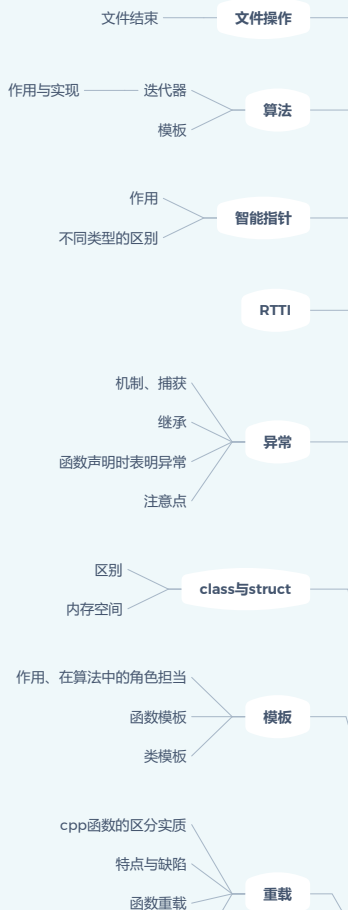 文件结束
文件操作
作用与实现
迭代器
算法
模板
作用
智能指针
不同类型的区别
RTTI
机制、捕获
继承
异常
函数声明时表明异常
注意点
区别
class与struct
内存空间
作用、在算法中的角色担当
函数模板
模板
类模板
cpp函数的区分实质
特点与缺陷
重载
函数重载